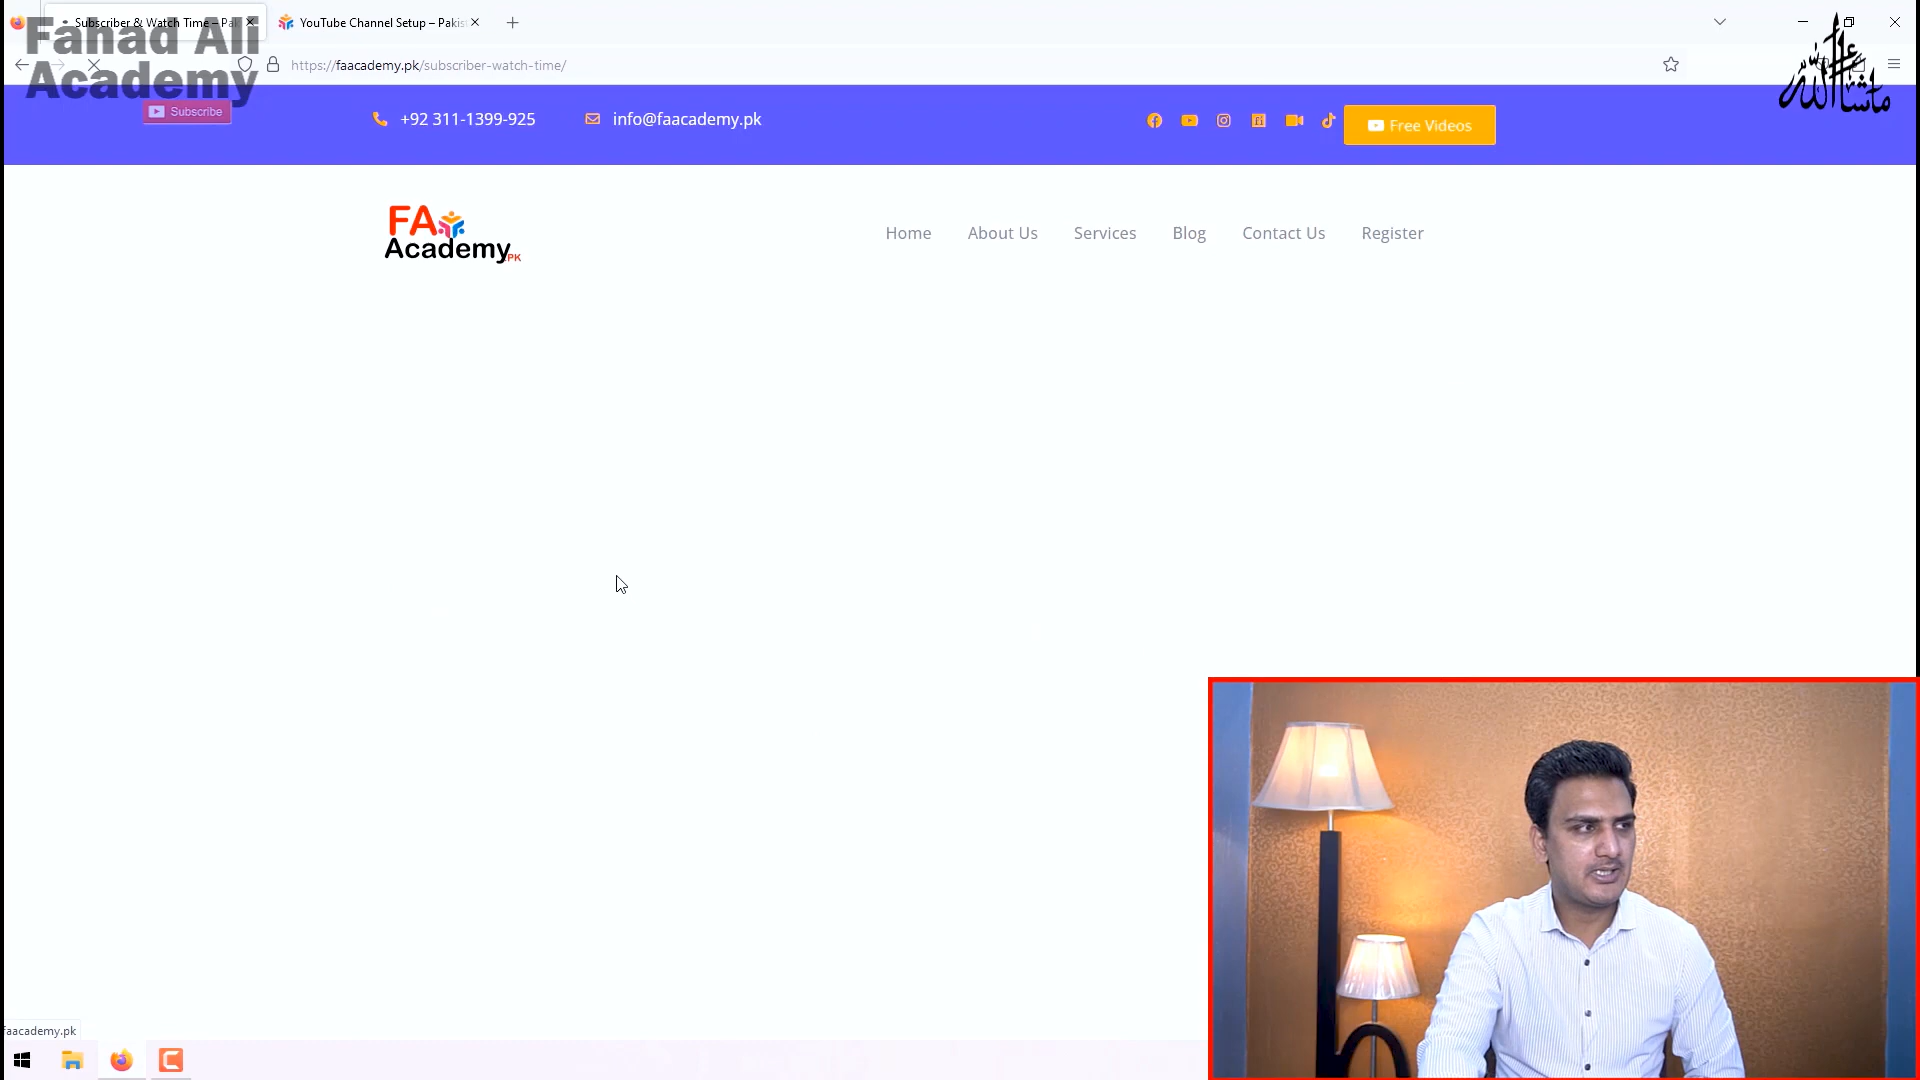 Subscriber & Watch Time – Pa
YouTube Channel Setup – Pakis
Fahad Ali
Academy
https://faacademy.pk/subscriber-watch-time/
Subscribe
+92 311-1399-925
info@faacademy.pk
Free Videos
FA
Academy
.PK
Home
About Us
Services
Blog
Contact Us
Register
faacademy.pk
ماشاءالله